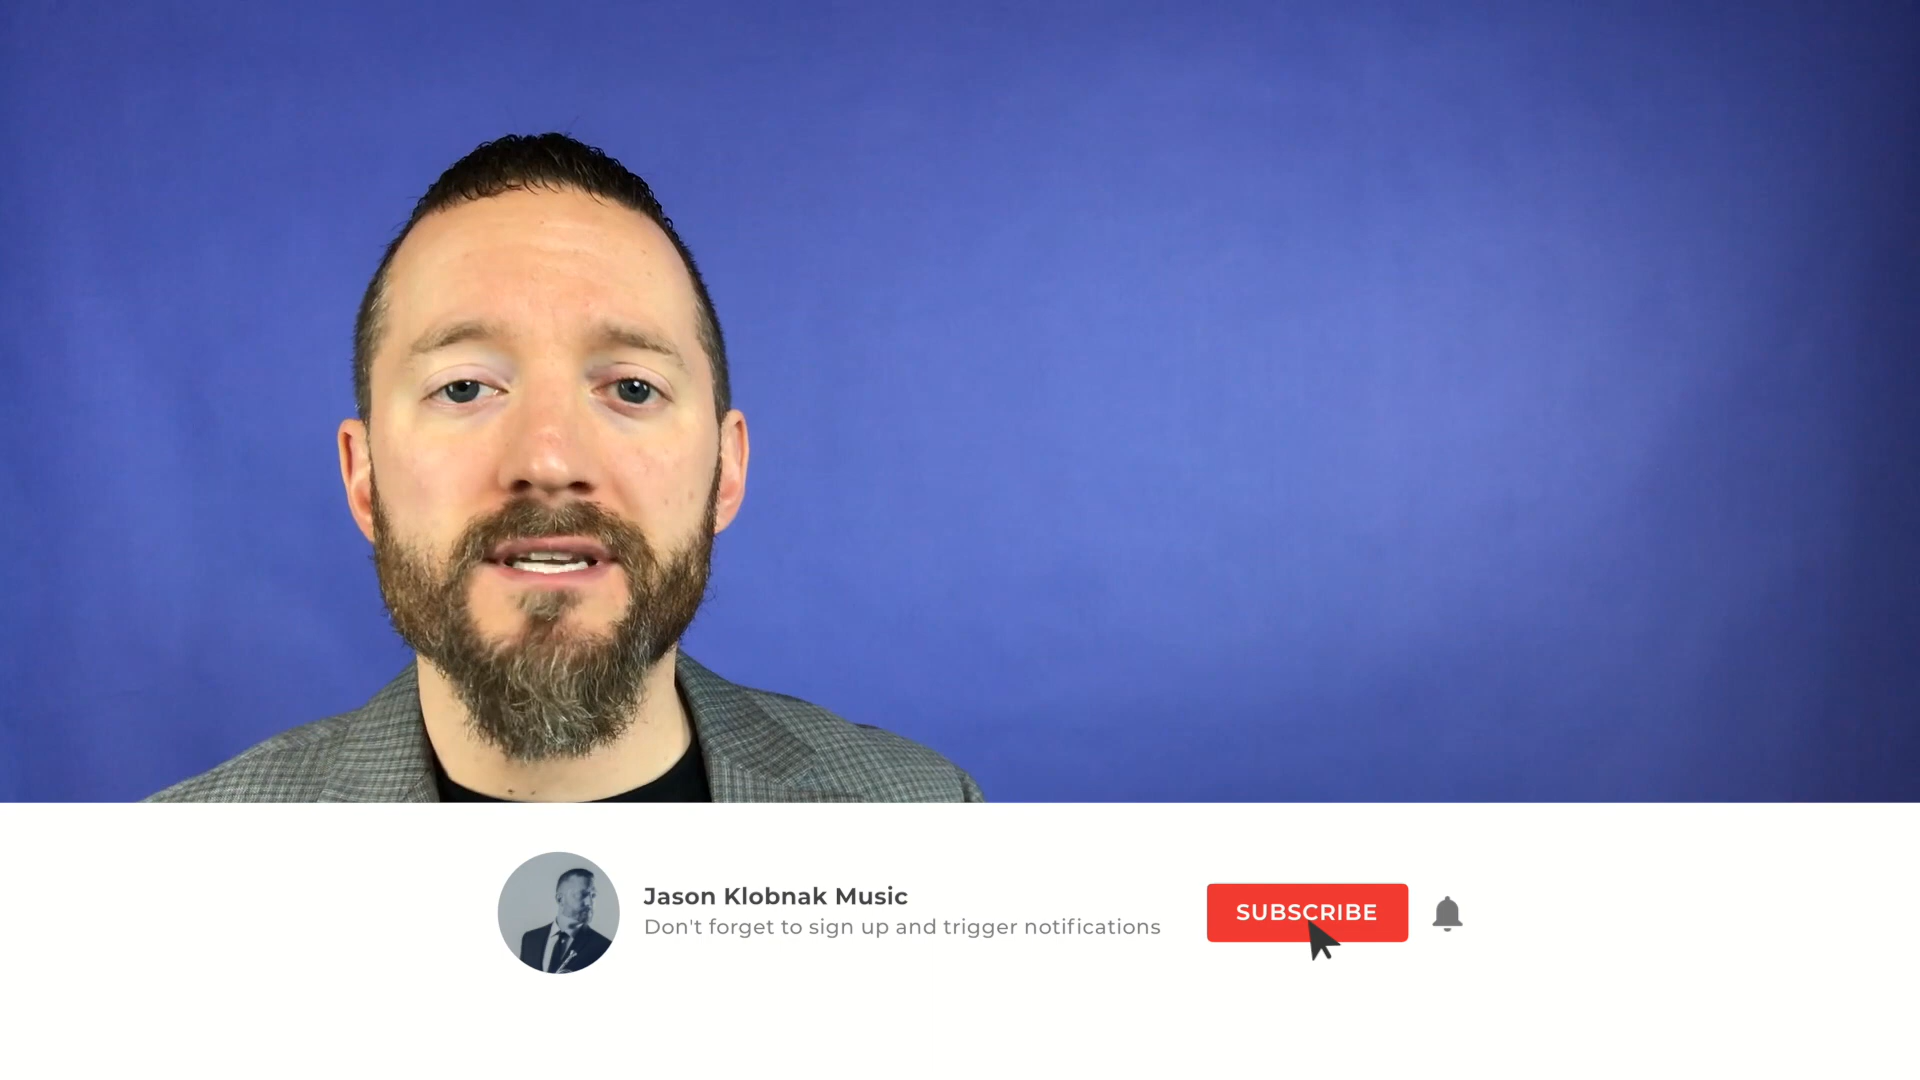 Jason Klobnak Music
Don't forget to sign up and trigger notifications
SUBSCRIBE